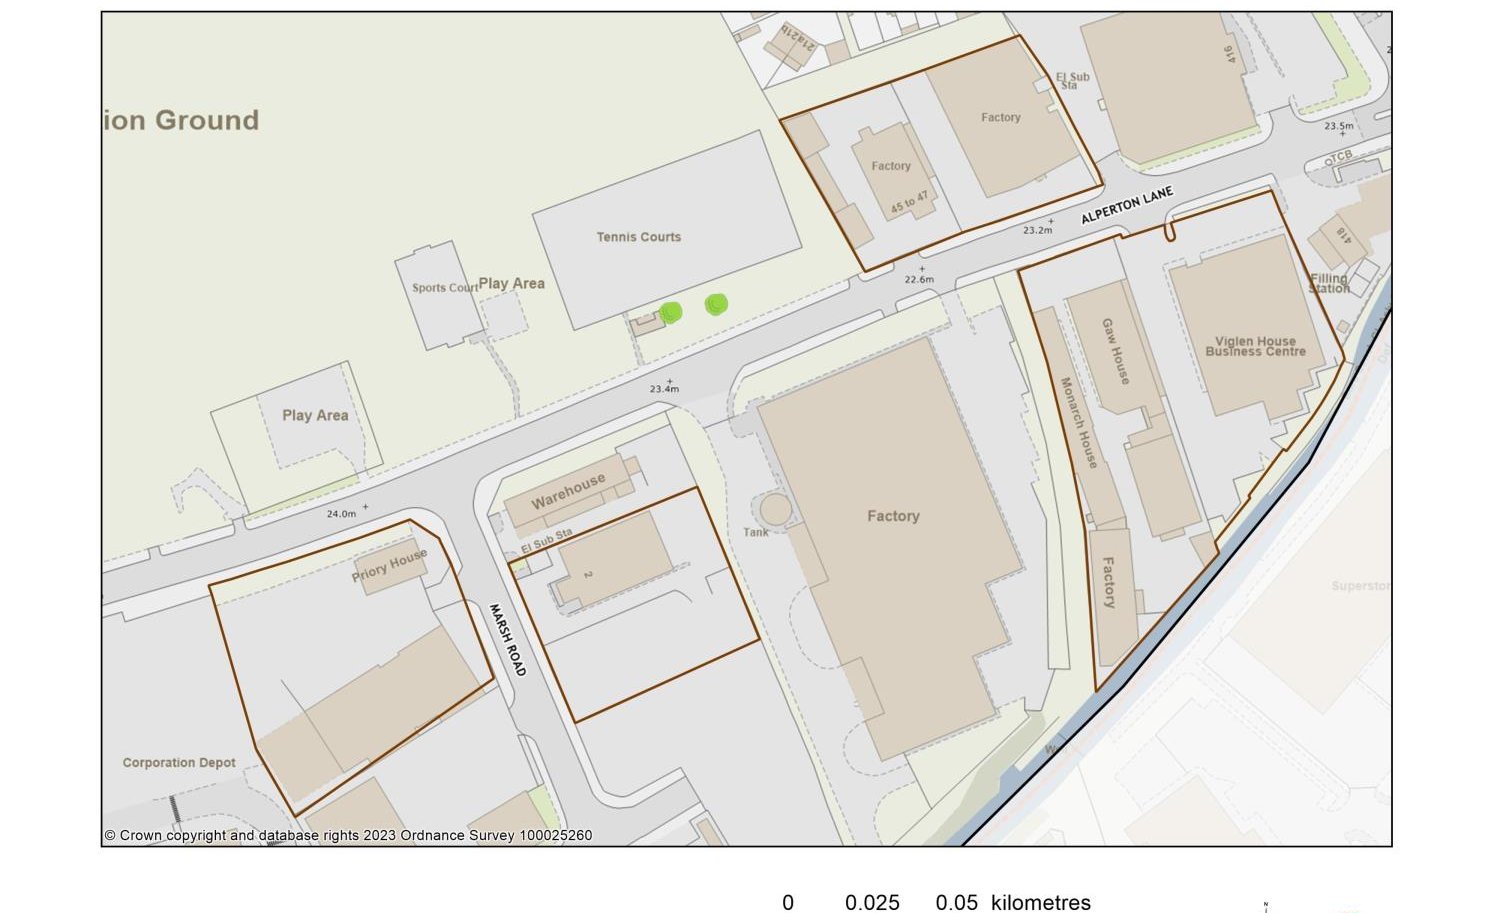 21a21b
416
El Sub
Sta
ion Ground
Factory
23.5m
TCB
Factory
45 to 47
ALPERTON LANE
23.2m
418
Tennis Courts
22.6m
Filling
Station
Sports Court
Play Area
Viglen House
Business Centre
Gaw House
23.4m
Monarch House
Play Area
Warehouse
24.0m
Factory
Tank
El Sub Sta
Priory House
2
Factory
Superstor
MARSH ROAD
Corporation Depot
© Crown copyright and database rights 2023 Ordnance Survey 100025260
0 0.025 0.05 kilometres
N